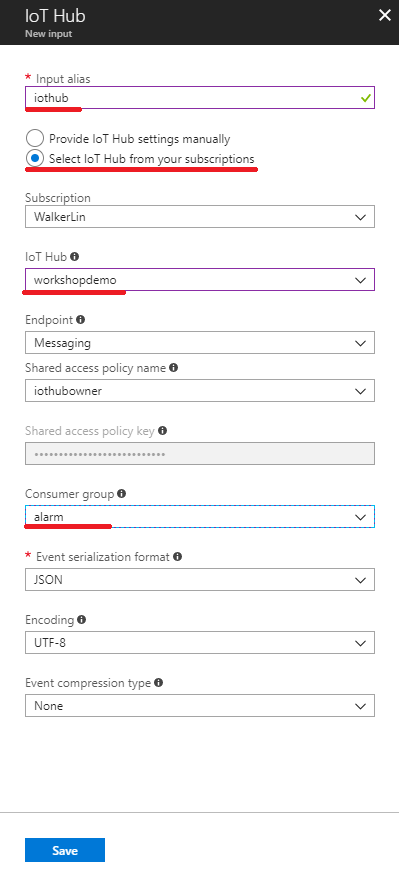 IoT Hub
New input
* Input alias
iothub
Provide IoT Hub settings manually
Select IoT Hub from your subscriptions
Subscription
WalkerLin
IoT Hub
workshopdemo
Endpoint
Messaging
Shared access policy name
iothubowner
Shared access policy key
•••••••••••••••••••••••••••
Consumer group
alarm
* Event serialization format
JSON
Encoding
UTF-8
Event compression type
None
Save